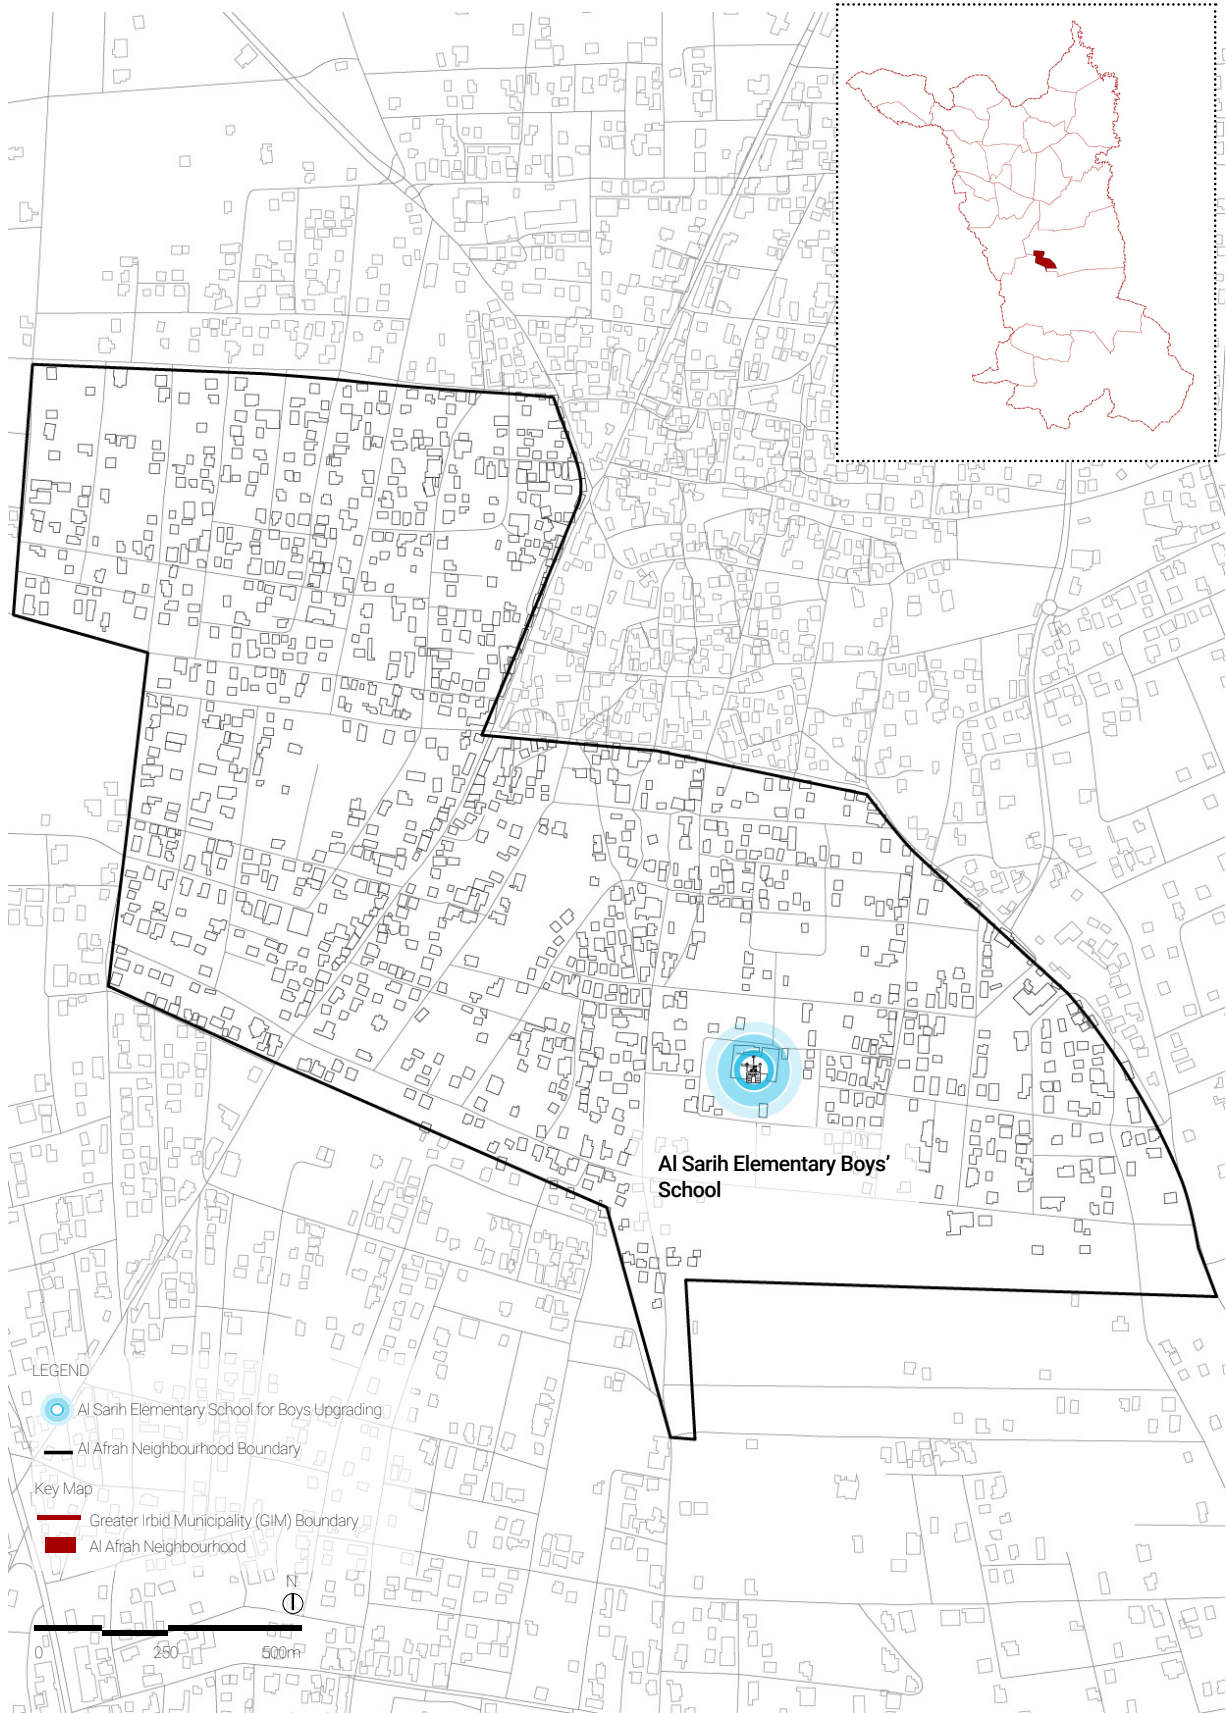 Al Sarih Elementary Boys’
School
LEGEND
Al Sarih Elementary School for Boys Upgrading
Al Afrah Neighbourhood Boundary
Key Map
Greater Irbid Municipality (GIM) Boundary
Al Afrah Neighbourhood
N
0 250 500m